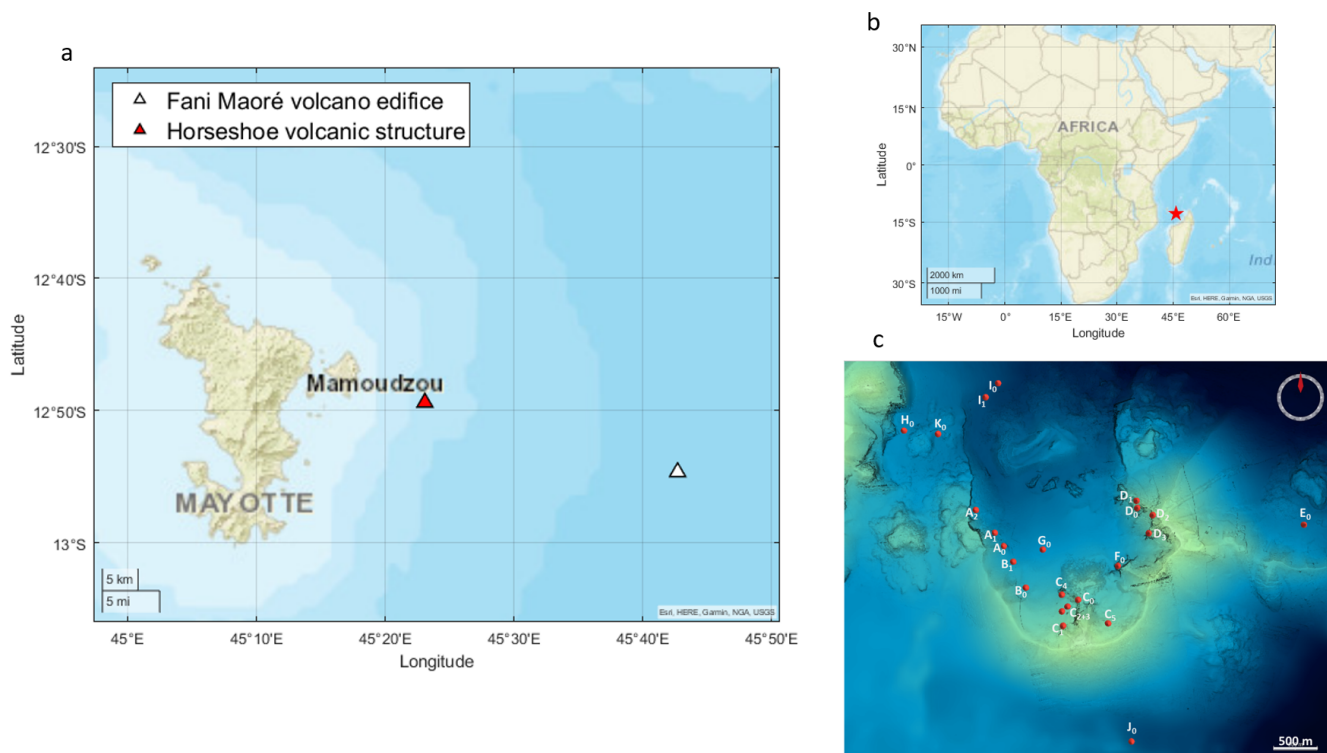 a
Fani Maoré volcano edifice
Horseshoe volcanic structure
12°30'S
12°40'S
12°50'S
13°S
Latitude
Mamoudzou
MAYOTTE
5 km
5 mi
Esri, HERE, Garmin, NGA, USGS
45°E
45°10'E
45°20'E
45°30'E
45°40'E
45°50'E
Longitude
b
30°N
15°N
0°
15°S
30°S
Latitude
AFRICA
Ind
2000 km
1000 mi
Esri, HERE, Garmin, NGA, USGS
15°W
0°
15°E
30°E
45°E
60°E
Longitude
c
I0
I1
H0
K0
A2
D1
D0
D2
E0
A1
D3
A0
G0
B1
F0
B0
C4
C0
C2+3
C5
C1
J0
500 m